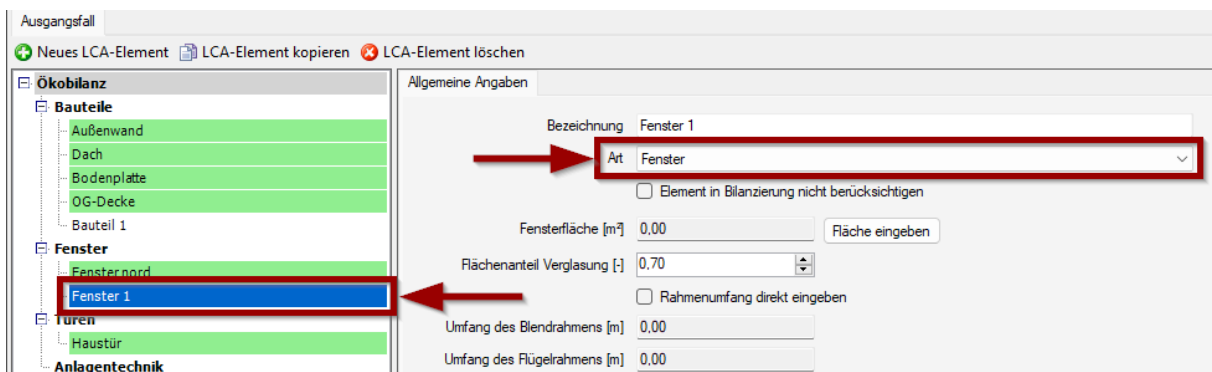 Ausgangsfall
Neues LCA-Element LCA-Element kopieren LCA-Element löschen
Ökobilanz
Bauteile
Außenwand
Dach
Bodenplatte
OG-Decke
Bauteil 1
Fenster
Fenster nord
Fenster 1
Türen
Haustür
Anlagentechnik
Allgemeine Angaben
Bezeichnung Fenster 1
Art Fenster
Element in Bilanzierung nicht berücksichtigen
Fensterfläche [m²] 0,00 Fläche eingeben
Flächenanteil Verglasung [-] 0,70
Rahmenumfang direkt eingeben
Umfang des Blendrahmens [m] 0,00
Umfang des Flügelrahmens [m] 0,00